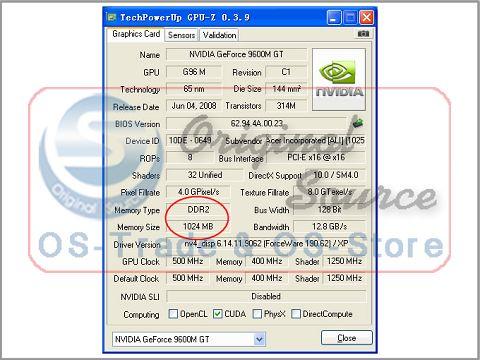 TechPowerUp GPU-Z 0.3.9
Graphics Card Sensors Validation
Name NVIDIA GeForce 9600M GT
GPU G96M Revision C1
Technology 65 nm Die Size 144 mm²
Release Date Jun 04, 2008 Transistors 314M
NVIDIA
BIOS Version 62.94.4A.00.23
Device ID 10DE - 0649 Subvendor Acer Incorporated [ALI] [1025
ROPs 8 Bus Interface PCI-E x16 @ x16
Shaders 32 Unified DirectX Support 10.0 / SM4.0
Pixel Fillrate 4.0 GPixel/s Texture Fillrate 8.0 GTexel/s
Memory Type DDR2 Bus Width 128 Bit
Memory Size 1024 MB Bandwidth 12.8 GB/s
Driver Version nv4_disp 6.14.11.9062 (ForceWare 190.62) / XP
GPU Clock 500 MHz Memory 400 MHz Shader 1250 MHz
Default Clock 500 MHz Memory 400 MHz Shader 1250 MHz
NVIDIA SLI Disabled
Computing OpenCL CUDA PhysX DirectCompute
NVIDIA GeForce 9600M GT Close
Original Source
OS-Trade & OS-Store